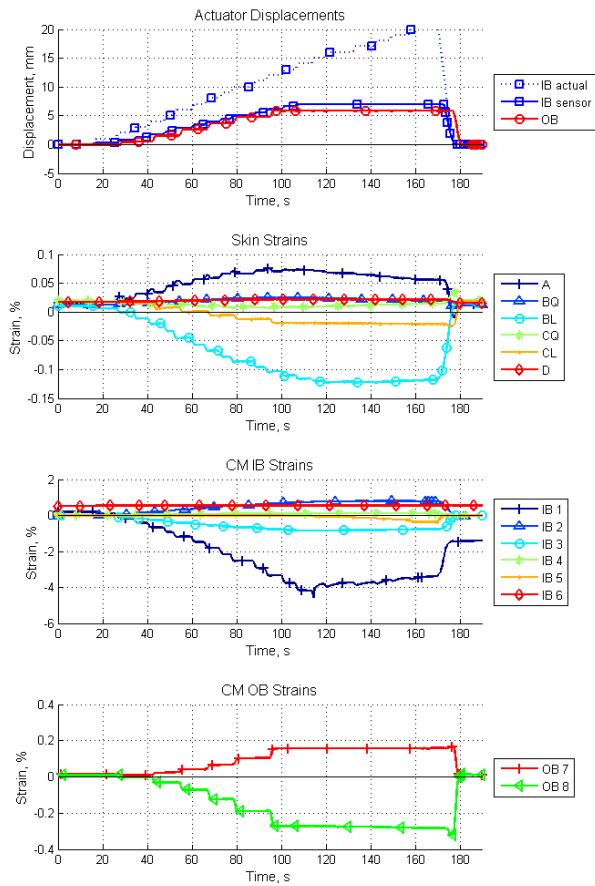 Actuator Displacements
Displacement, mm
20
15
10
5
0
-5
0 20 40 60 80 100 120 140 160 180
Time, s
IB actual
IB sensor
OB
Skin Strains
Strain, %
0.1
0.05
0
-0.05
-0.1
-0.15
0 20 40 60 80 100 120 140 160 180
Time, s
A
BQ
BL
CQ
CL
D
CM IB Strains
Strain, %
2
0
-2
-4
-6
0 20 40 60 80 100 120 140 160 180
Time, s
IB 1
IB 2
IB 3
IB 4
IB 5
IB 6
CM OB Strains
Strain, %
0.4
0.2
0
-0.2
-0.4
0 20 40 60 80 100 120 140 160 180
Time, s
OB 7
OB 8